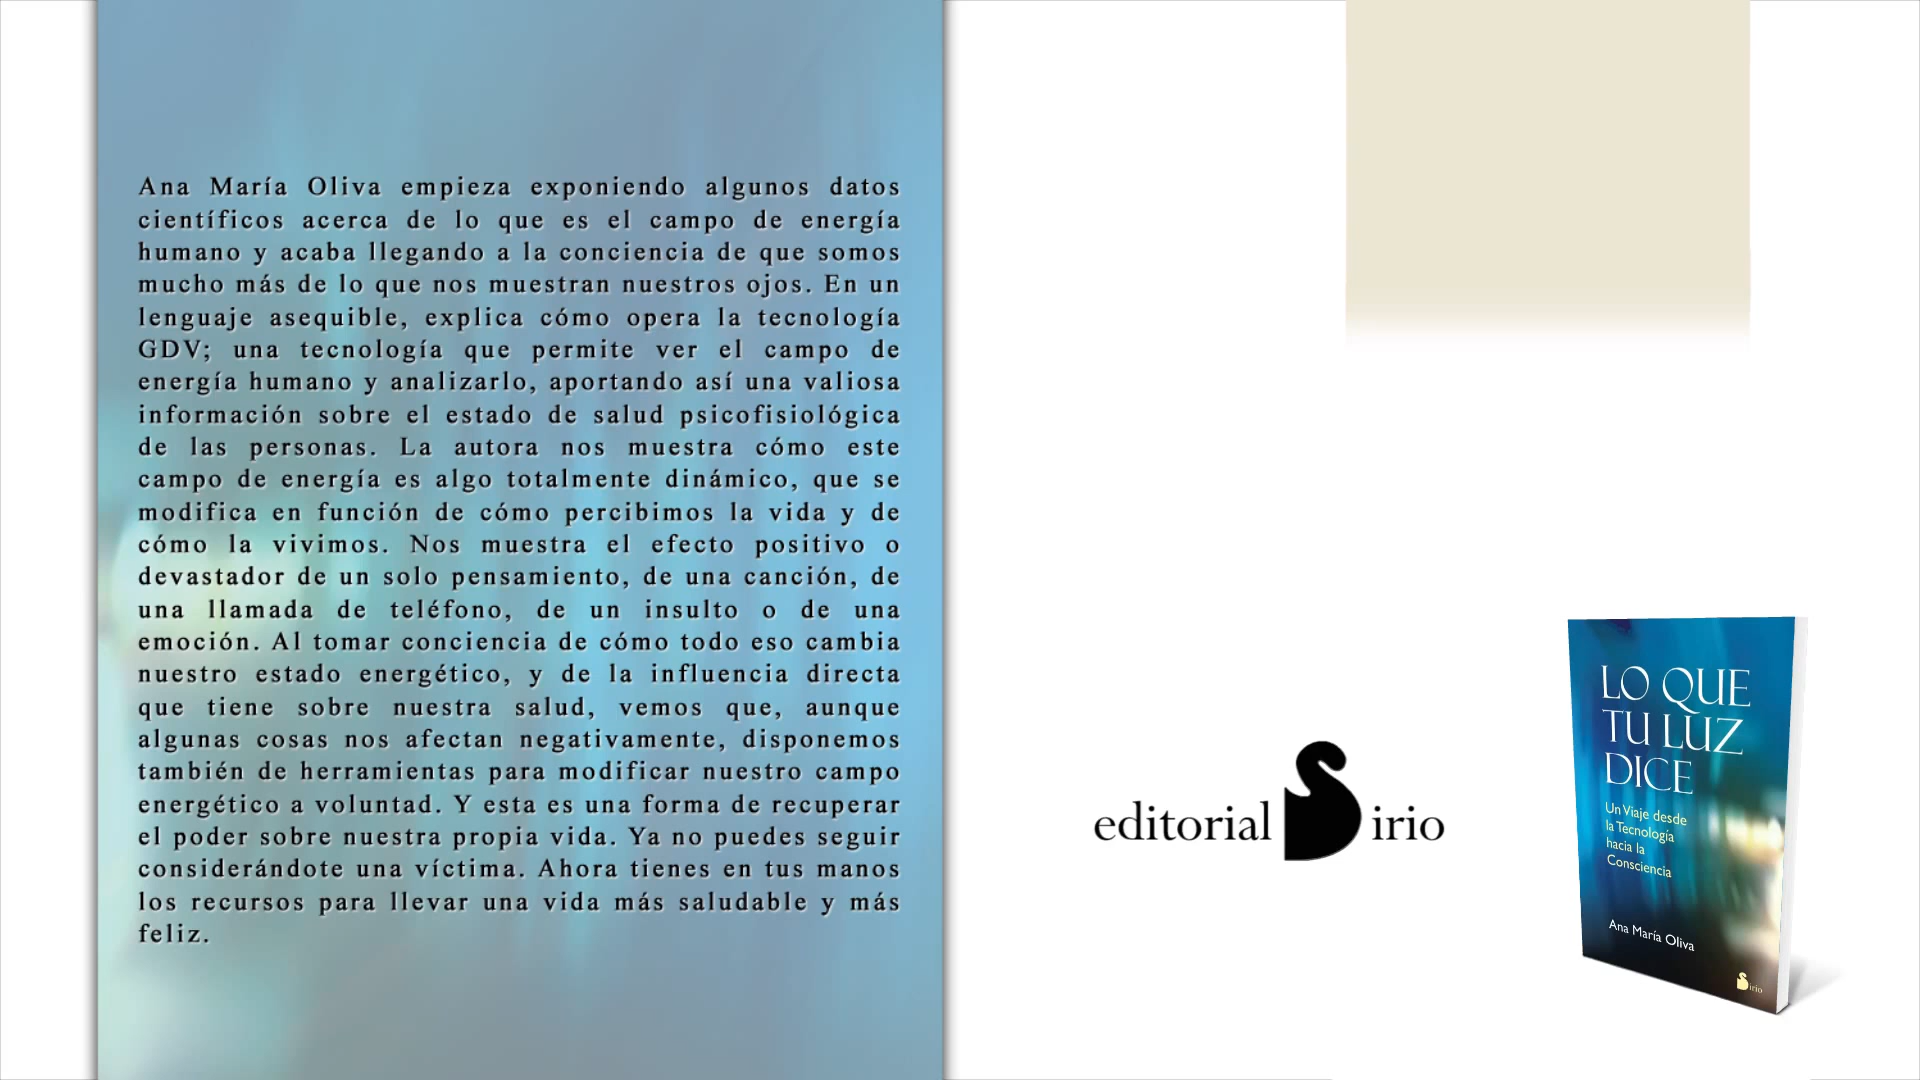 Ana María Oliva empieza exponiendo algunos datos
científicos acerca de lo que es el campo de energía
humano y acaba llegando a la conciencia de que somos
mucho más de lo que nos muestran nuestros ojos. En un
lenguaje asequible, explica cómo opera la tecnología
GDV; una tecnología que permite ver el campo de
energía humano y analizarlo, aportando así una valiosa
información sobre el estado de salud psicofisiológica
de las personas. La autora nos muestra cómo este
campo de energía es algo totalmente dinámico, que se
modifica en función de cómo percibimos la vida y de
cómo la vivimos. Nos muestra el efecto positivo o
devastador de un solo pensamiento, de una canción, de
una llamada de teléfono, de un insulto o de una
emoción. Al tomar conciencia de cómo todo eso cambia
nuestro estado energético, y de la influencia directa
que tiene sobre nuestra salud, vemos que, aunque
algunas cosas nos afectan negativamente, disponemos
también de herramientas para modificar nuestro campo
energético a voluntad. Y esta es una forma de recuperar
el poder sobre nuestra propia vida. Ya no puedes seguir
considerándote una víctima. Ahora tienes en tus manos
los recursos para llevar una vida más saludable y más
feliz.
editorial Sirio
LO QUE
TU LUZ
DICE
Un Viaje desde
la Tecnología
hacia la
Consciencia
Ana María Oliva
Sirio